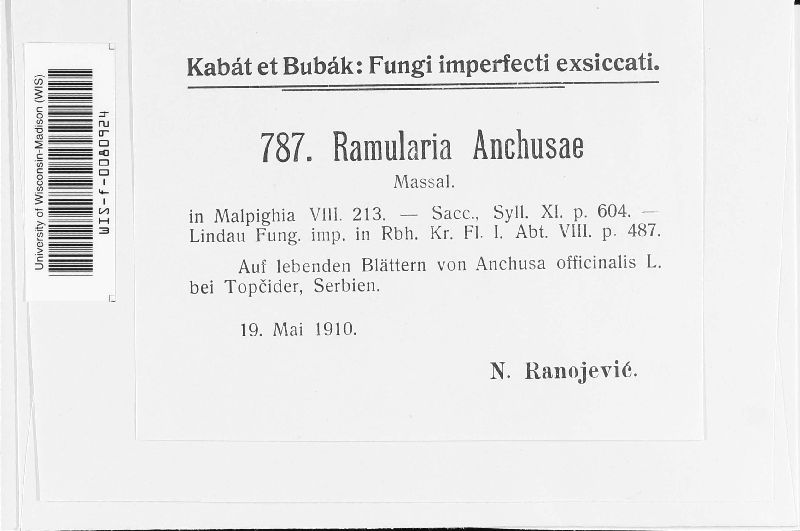 Kabát et Bubák: Fungi imperfecti exsiccati.
787. Ramularia Anchusae
Massal.
in Malpighia VIII. 213. — Sacc., Syll. XI. p. 604. —
Lindau Fung. imp. in Rbh. Kr. Fl. I. Abt. VIII. p. 487.
Auf lebenden Blättern von Anchusa officinalis L.
bei Topčider, Serbien.
19. Mai 1910.
N. Ranojević.
University of Wisconsin-Madison (WIS)